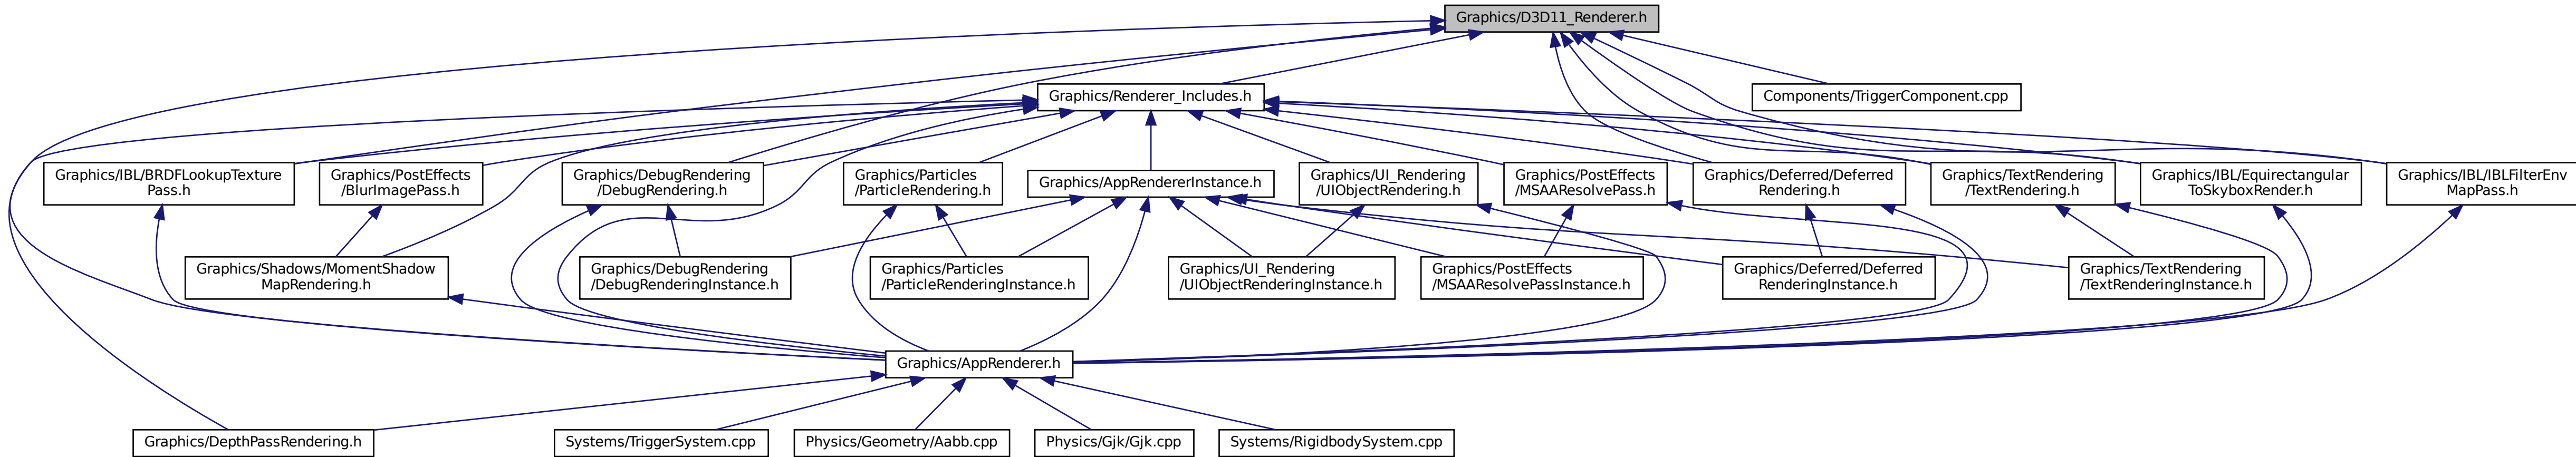 Graphics/D3D11_Renderer.h
Graphics/Renderer_Includes.h
Components/TriggerComponent.cpp
Graphics/IBL/BRDFLookupTexture
Pass.h
Graphics/PostEffects
/BlurImagePass.h
Graphics/DebugRendering
/DebugRendering.h
Graphics/Particles
/ParticleRendering.h
Graphics/AppRendererInstance.h
Graphics/UI_Rendering
/UIObjectRendering.h
Graphics/PostEffects
/MSAAResolvePass.h
Graphics/Deferred/Deferred
Rendering.h
Graphics/TextRendering
/TextRendering.h
Graphics/IBL/Equirectangular
ToSkyboxRender.h
Graphics/IBL/IBLFilterEnv
MapPass.h
Graphics/Shadows/MomentShadow
MapRendering.h
Graphics/DebugRendering
/DebugRenderingInstance.h
Graphics/Particles
/ParticleRenderingInstance.h
Graphics/UI_Rendering
/UIObjectRenderingInstance.h
Graphics/PostEffects
/MSAAResolvePassInstance.h
Graphics/Deferred/Deferred
RenderingInstance.h
Graphics/TextRendering
/TextRenderingInstance.h
Graphics/AppRenderer.h
Graphics/DepthPassRendering.h
Systems/TriggerSystem.cpp
Physics/Geometry/Aabb.cpp
Physics/Gjk/Gjk.cpp
Systems/RigidbodySystem.cpp